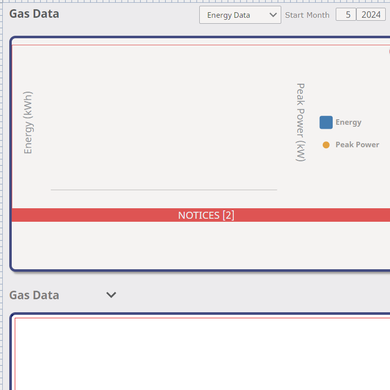 Gas Data
Energy Data
Start Month
5
2024
Energy (kWh)
Peak Power (kW)
Energy
Peak Power
NOTICES [2]
Gas Data